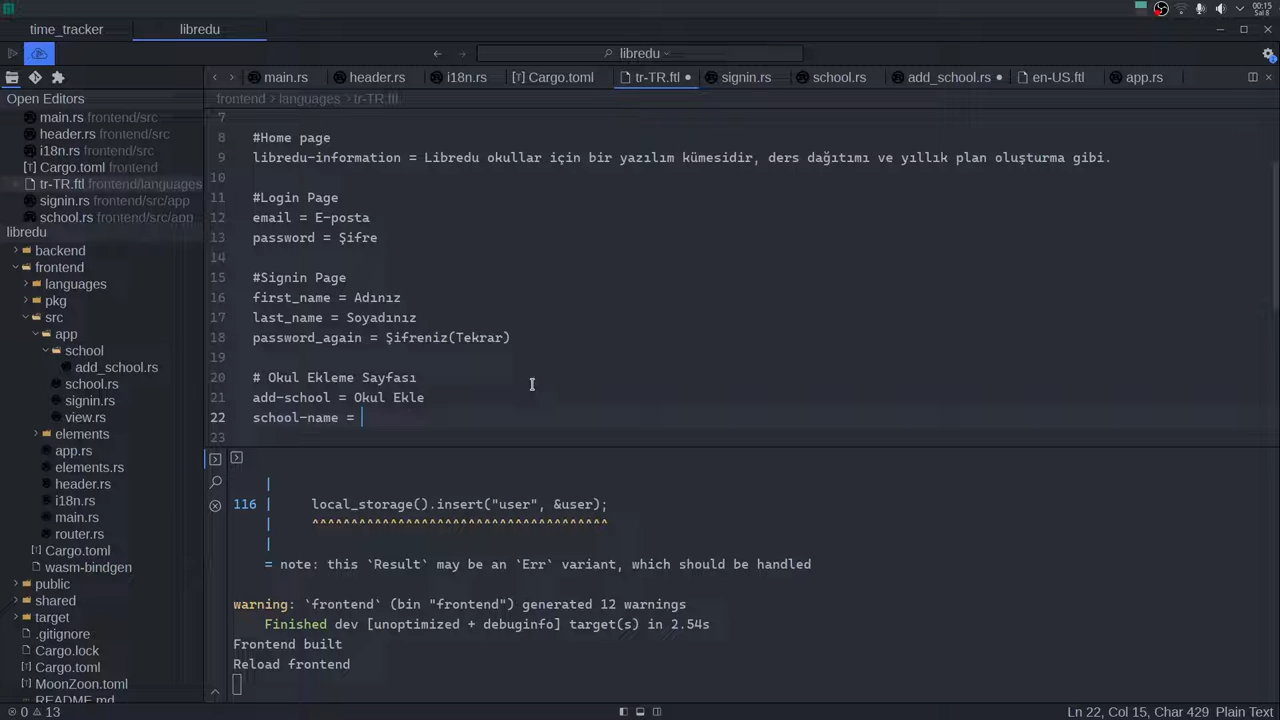 00:15
Sal 8
time_tracker
libredu
libredu
main.rs
header.rs
i18n.rs
Cargo.toml
tr-TR.ftl
signin.rs
school.rs
add_school.rs
en-US.ftl
app.rs
Open Editors
main.rs frontend/src
header.rs frontend/src
i18n.rs frontend/src
Cargo.toml frontend
tr-TR.ftl frontend/languages
signin.rs frontend/src/app
school.rs frontend/src/app
libredu
backend
frontend
languages
pkg
src
app
school
add_school.rs
school.rs
signin.rs
view.rs
elements
app.rs
elements.rs
header.rs
i18n.rs
main.rs
router.rs
Cargo.toml
wasm-bindgen
public
shared
target
.gitignore
Cargo.lock
Cargo.toml
MoonZoon.toml
README.md
frontend languages tr-TR.ftl
7
8 #Home page
9 libredu-information = Libredu okullar için bir yazılım kümesidir, ders dağıtımı ve yıllık plan oluşturma gibi.
10
11 #Login Page
12 email = E-posta
13 password = Şifre
14
15 #Signin Page
16 first_name = Adınız
17 last_name = Soyadınız
18 password_again = Şifreniz(Tekrar)
19
20 # Okul Ekleme Sayfası
21 add-school = Okul Ekle
22 school-name =
23
|
116 | local_storage().insert("user", &user);
| ^^^^^^^^^^^^^^^^^^^^^^^^^^^^^^^^^^^^^^
|
= note: this `Result` may be an `Err` variant, which should be handled
warning: `frontend` (bin "frontend") generated 12 warnings
Finished dev [unoptimized + debuginfo] target(s) in 2.54s
Frontend built
Reload frontend
0 13
Ln 22, Col 15, Char 429 Plain Text